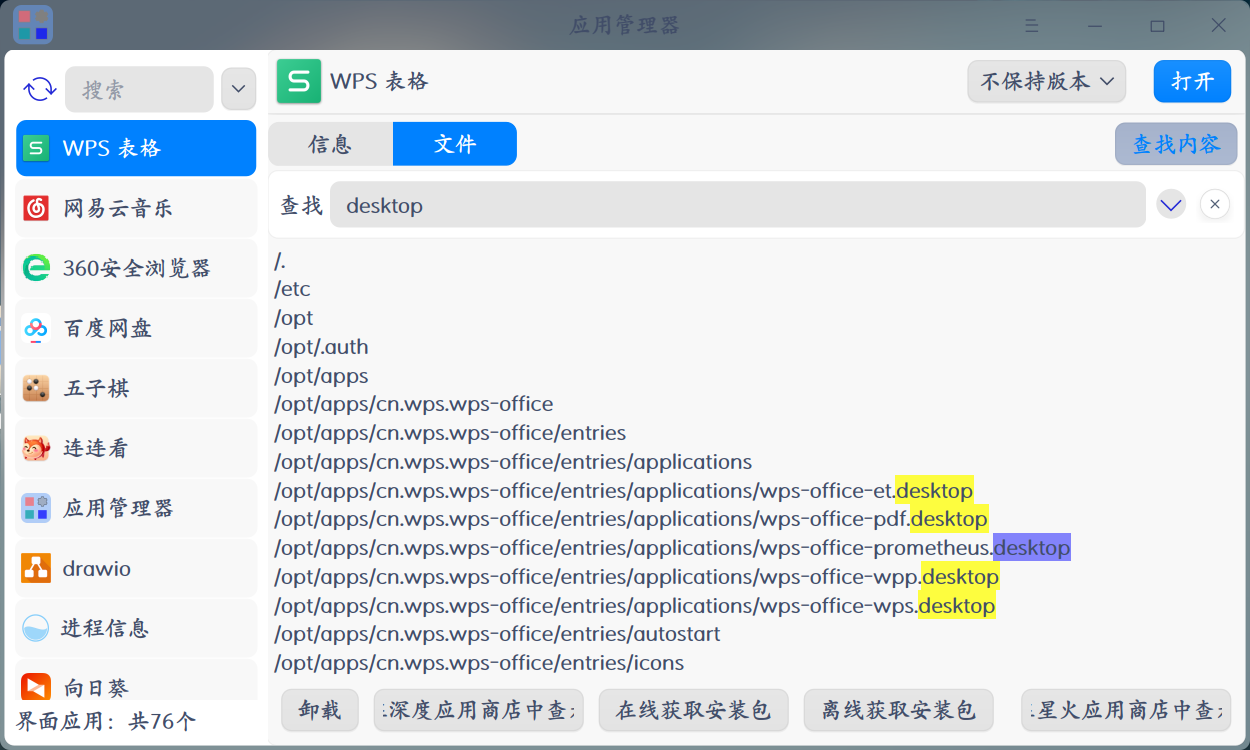 应用管理器
搜索
WPS 表格
网易云音乐
360安全浏览器
百度网盘
五子棋
连连看
应用管理器
drawio
进程信息
向日葵
界面应用：共76个
WPS 表格
不保持版本
打开
信息
文件
查找内容
查找
desktop
/.
/etc
/opt
/opt/.auth
/opt/apps
/opt/apps/cn.wps.wps-office
/opt/apps/cn.wps.wps-office/entries
/opt/apps/cn.wps.wps-office/entries/applications
/opt/apps/cn.wps.wps-office/entries/applications/wps-office-et.desktop
/opt/apps/cn.wps.wps-office/entries/applications/wps-office-pdf.desktop
/opt/apps/cn.wps.wps-office/entries/applications/wps-office-prometheus.desktop
/opt/apps/cn.wps.wps-office/entries/applications/wps-office-wpp.desktop
/opt/apps/cn.wps.wps-office/entries/applications/wps-office-wps.desktop
/opt/apps/cn.wps.wps-office/entries/autostart
/opt/apps/cn.wps.wps-office/entries/icons
卸载
深度应用商店中查
在线获取安装包
离线获取安装包
星火应用商店中查